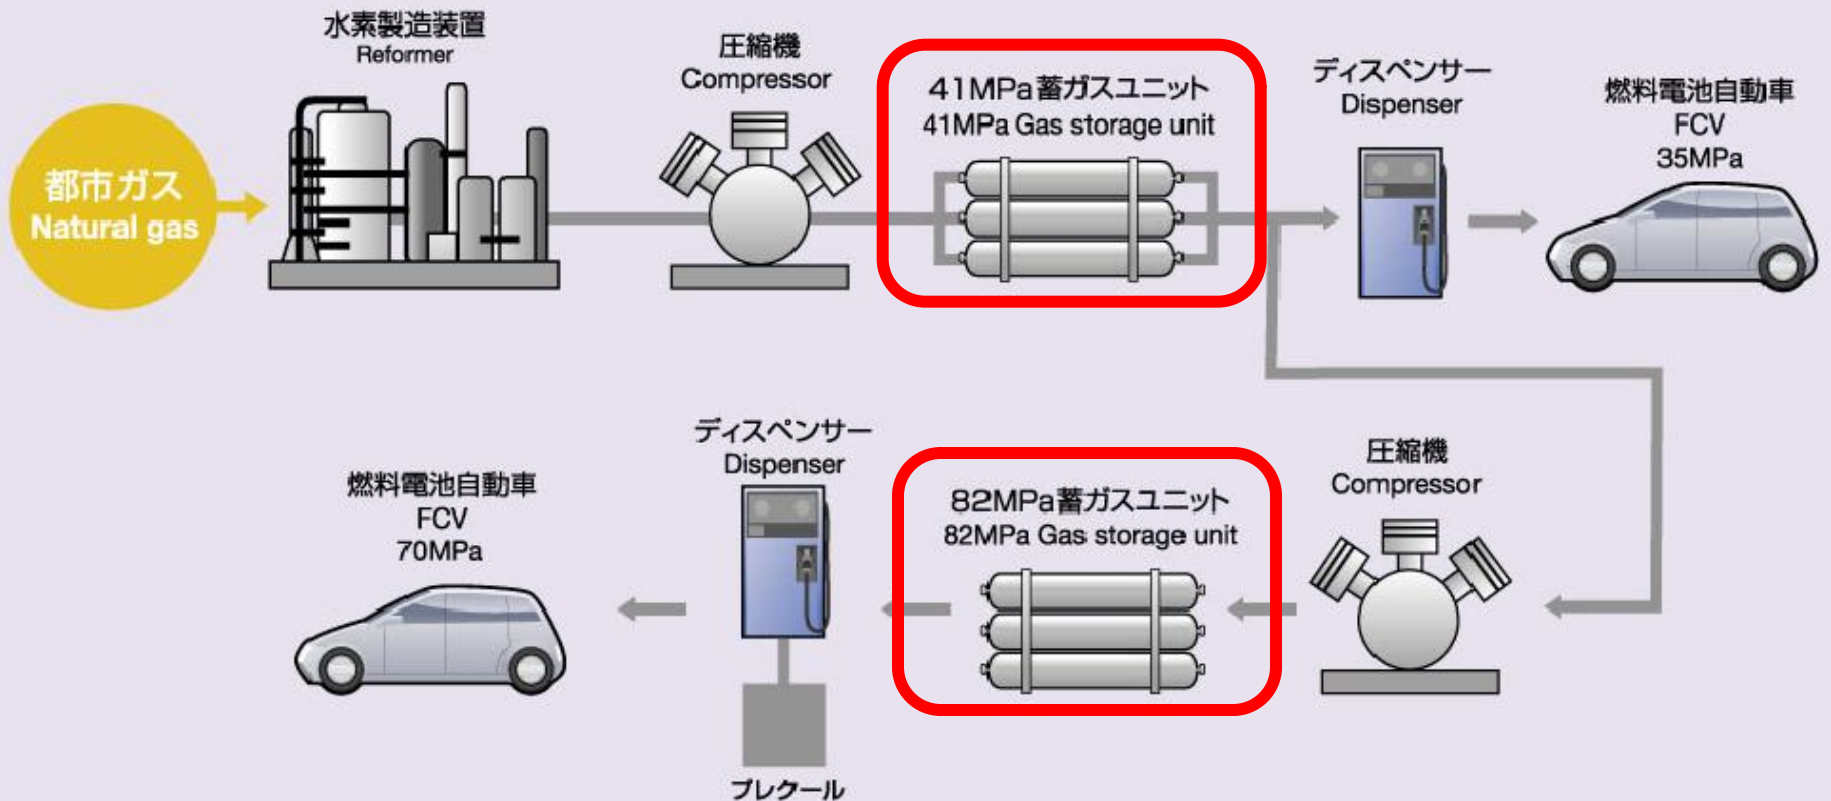 水素製造装置
Reformer
圧縮機
Compressor
41MPa蓄ガスユニット
41MPa Gas storage unit
ディスペンサー
Dispenser
燃料電池自動車
FCV
35MPa
都市ガス
Natural gas
ディスペンサー
Dispenser
燃料電池自動車
FCV
70MPa
82MPa蓄ガスユニット
82MPa Gas storage unit
圧縮機
Compressor
プレクール